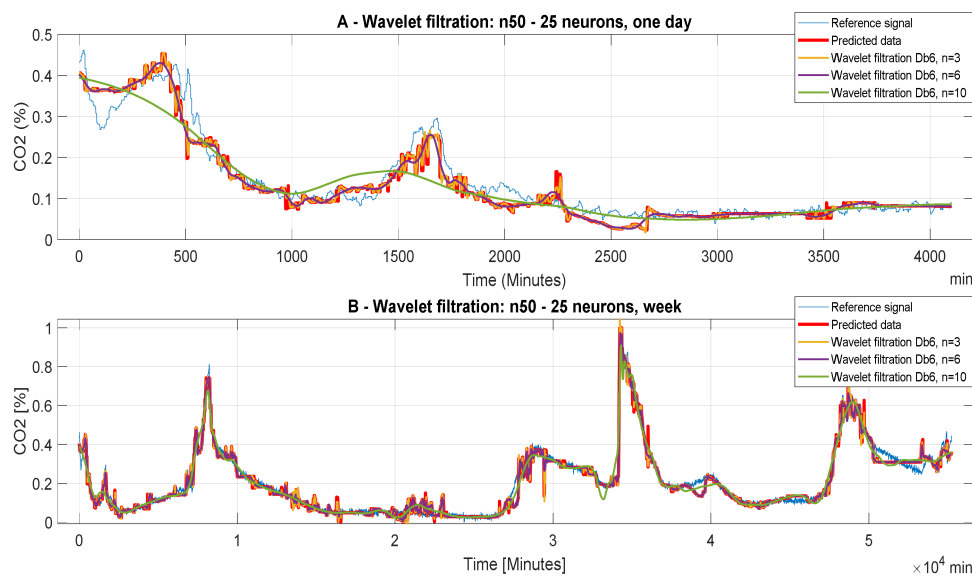 A - Wavelet filtration: n50 - 25 neurons, one day
Reference signal
Predicted data
Wavelet filtration Db6, n=3
Wavelet filtration Db6, n=6
Wavelet filtration Db6, n=10
CO2 (%)
0.5
0.4
0.3
0.2
0.1
0
0 500 1000 1500 2000 2500 3000 3500 4000
Time (Minutes)
min
B - Wavelet filtration: n50 - 25 neurons, week
Reference signal
Predicted data
Wavelet filtration Db6, n=3
Wavelet filtration Db6, n=6
Wavelet filtration Db6, n=10
CO2 [%]
1
0.8
0.6
0.4
0.2
0
0 1 2 3 4 5
Time [Minutes]
×10⁴ min